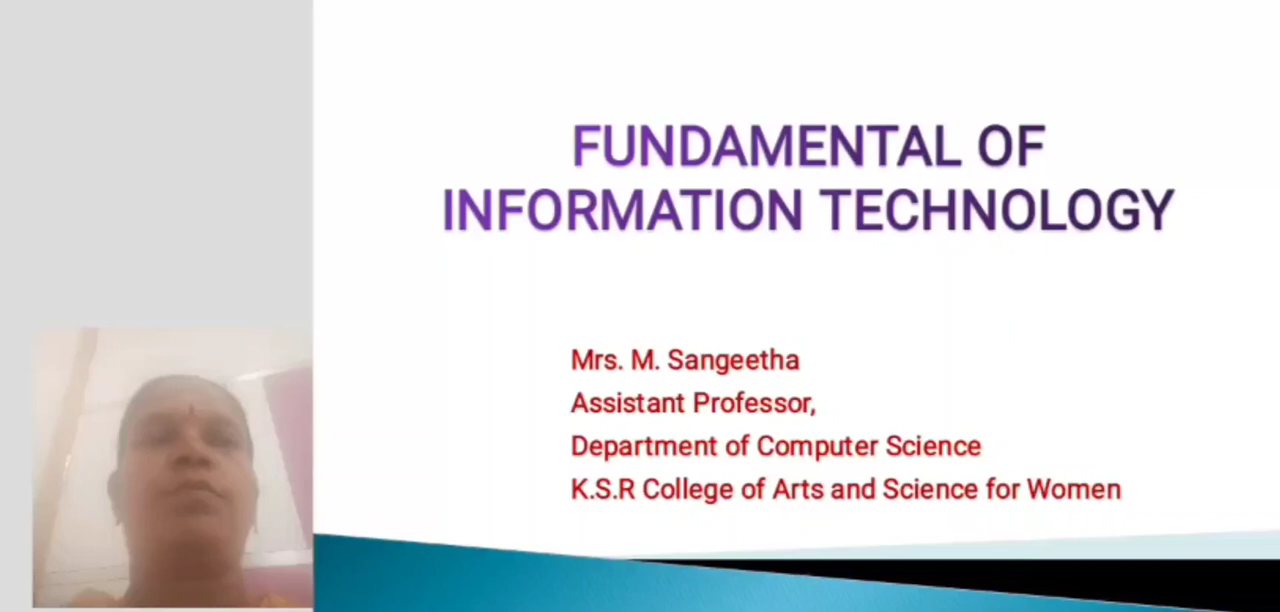 FUNDAMENTAL OF
INFORMATION TECHNOLOGY
Mrs. M. Sangeetha
Assistant Professor,
Department of Computer Science
K.S.R College of Arts and Science for Women